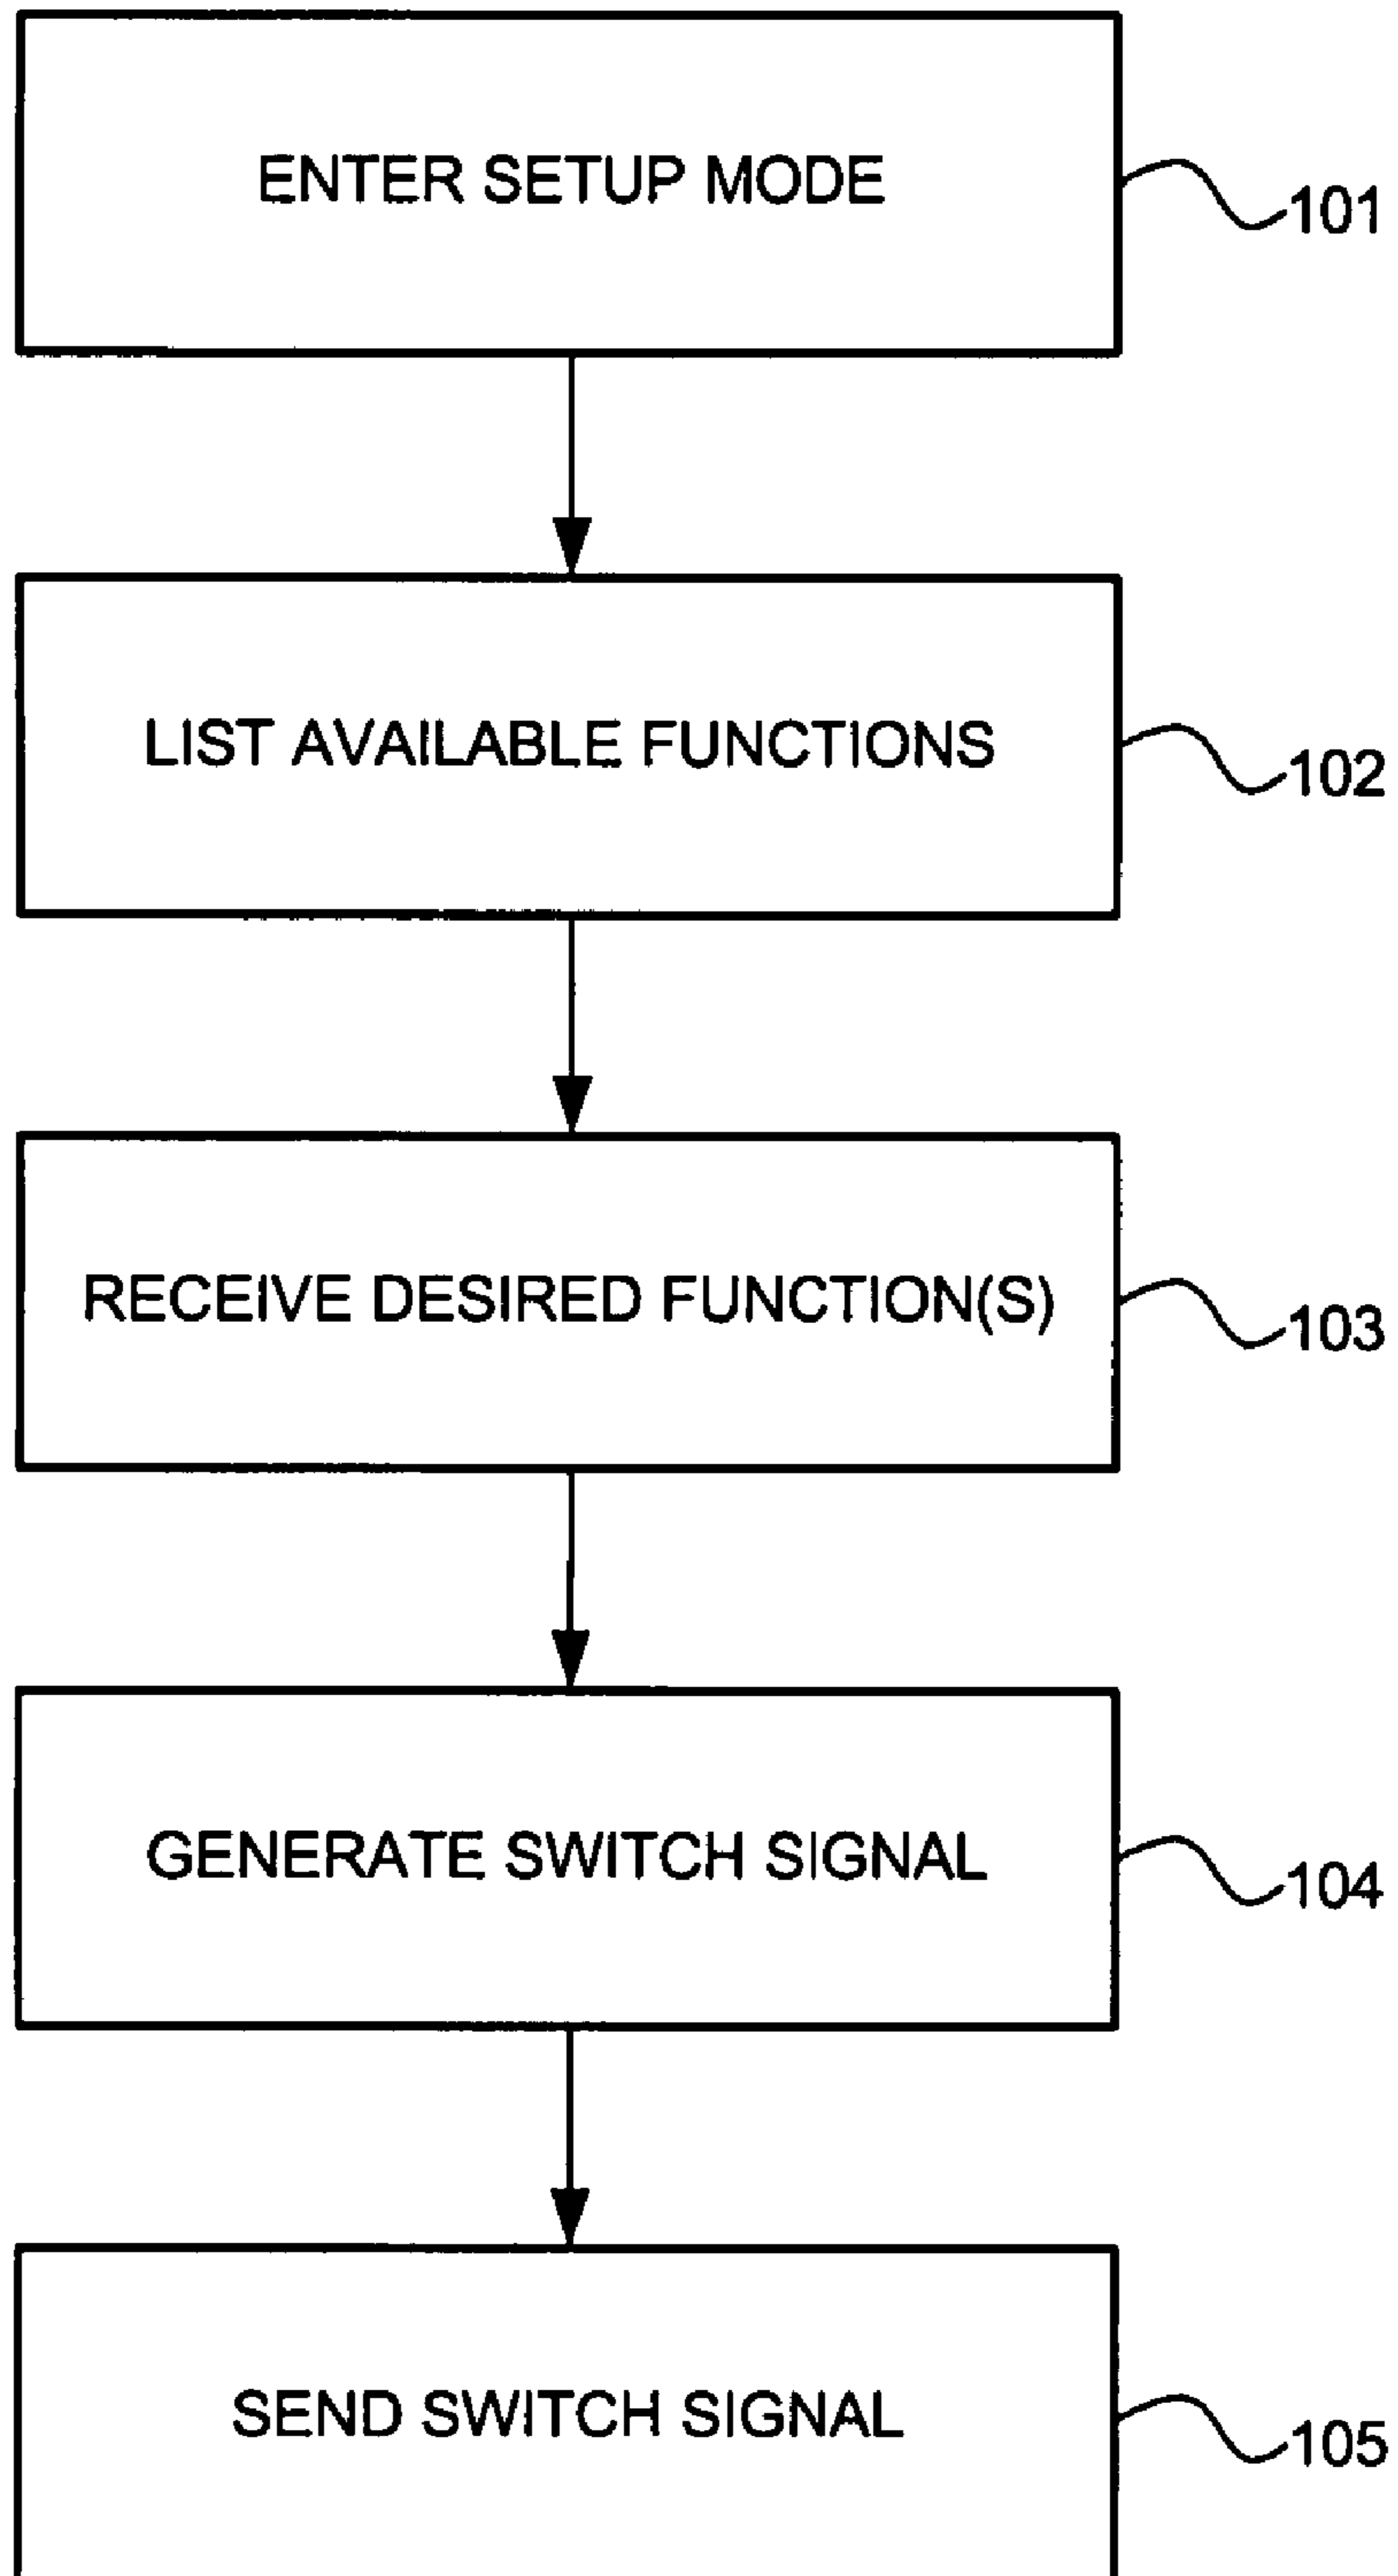 ENTER SETUP MODE
101
LIST AVAILABLE FUNCTIONS
102
RECEIVE DESIRED FUNCTION(S)
103
GENERATE SWITCH SIGNAL
104
SEND SWITCH SIGNAL
105